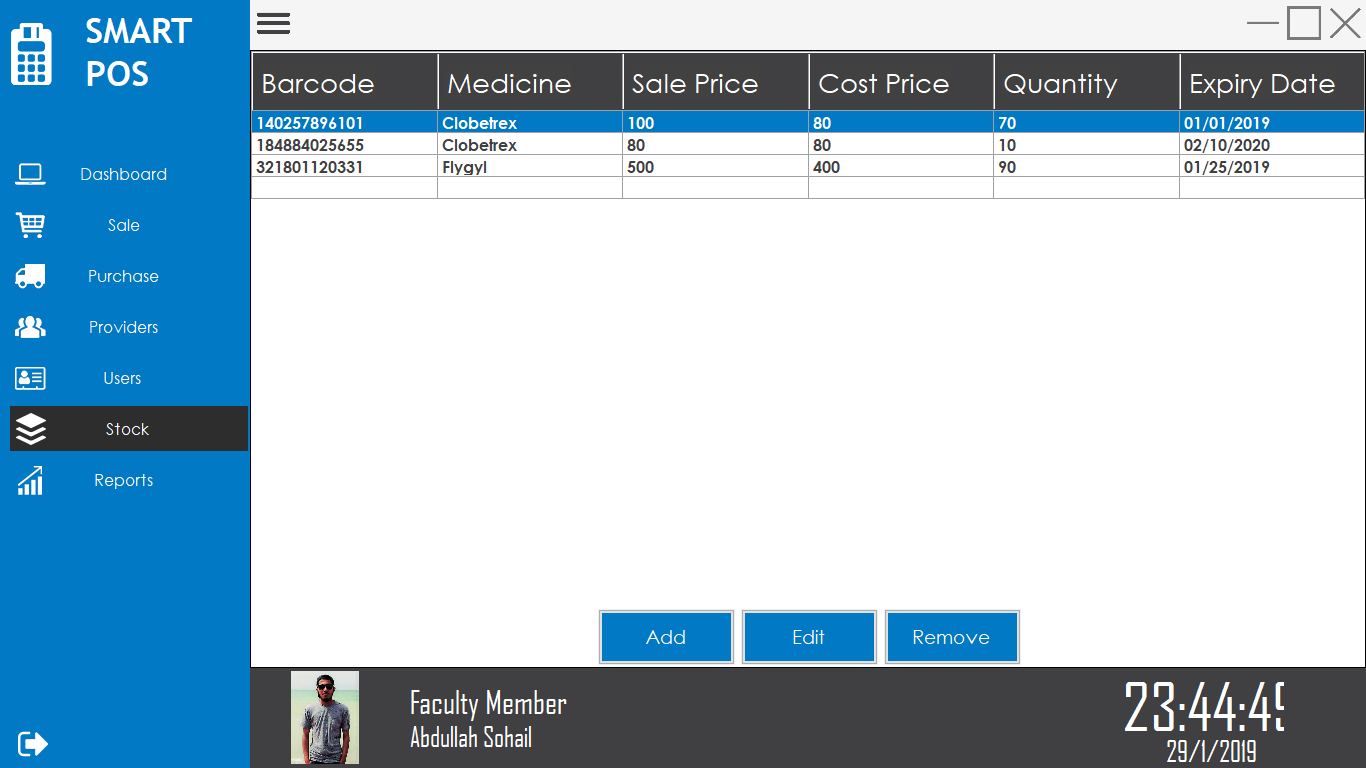 SMART
POS
Dashboard
Sale
Purchase
Providers
Users
Stock
Reports
Barcode Medicine Sale Price Cost Price Quantity Expiry Date
140257896101 Clobetrex 100 80 70 01/01/2019
184884025655 Clobetrex 80 80 10 02/10/2020
321801120331 Flygyl 500 400 90 01/25/2019
Add Edit Remove
Faculty Member
Abdullah Sohail
23:44:49
29/1/2019